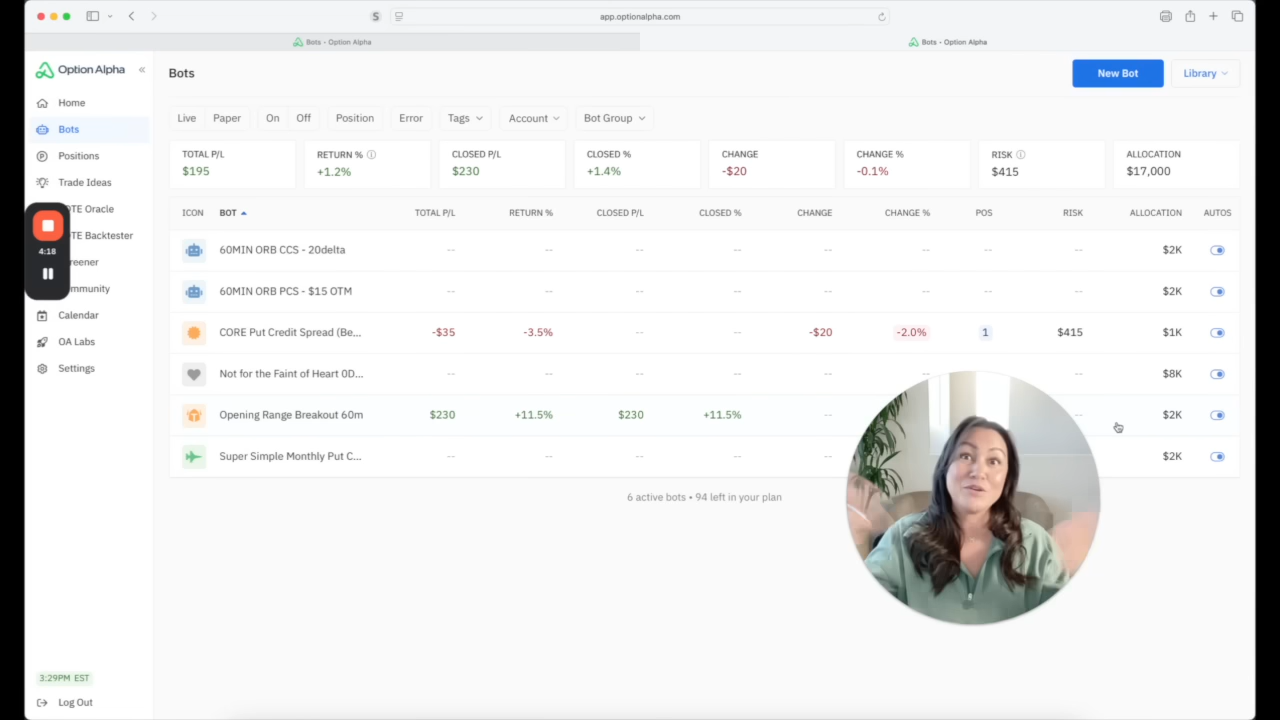 app.optionalpha.com
Bots - Option Alpha
Bots - Option Alpha
Option Alpha
Home
Bots
Positions
Trade Ideas
TE Oracle
TE Backtester
reener
mmunity
Calendar
OA Labs
Settings
4:18
3:29PM EST
Log Out
Bots
New Bot
Library
Live Paper On Off Position Error Tags Account Bot Group
TOTAL P/L RETURN % CLOSED P/L CLOSED % CHANGE CHANGE % RISK ALLOCATION
$195 +1.2% $230 +1.4% -$20 -0.1% $415 $17,000
ICON BOT TOTAL P/L RETURN % CLOSED P/L CLOSED % CHANGE CHANGE % POS RISK ALLOCATION AUTOS
60MIN ORB CCS - 20delta -- -- -- -- -- -- -- -- $2K
60MIN ORB PCS - $15 OTM -- -- -- -- -- -- -- -- $2K
CORE Put Credit Spread (Be... -$35 -3.5% -- -- -$20 -2.0% 1 $415 $1K
Not for the Faint of Heart 0D... -- -- -- -- -- -- -- $8K
Opening Range Breakout 60m $230 +11.5% $230 +11.5% -- -- $2K
Super Simple Monthly Put C... -- -- -- -- -- $2K
6 active bots • 94 left in your plan